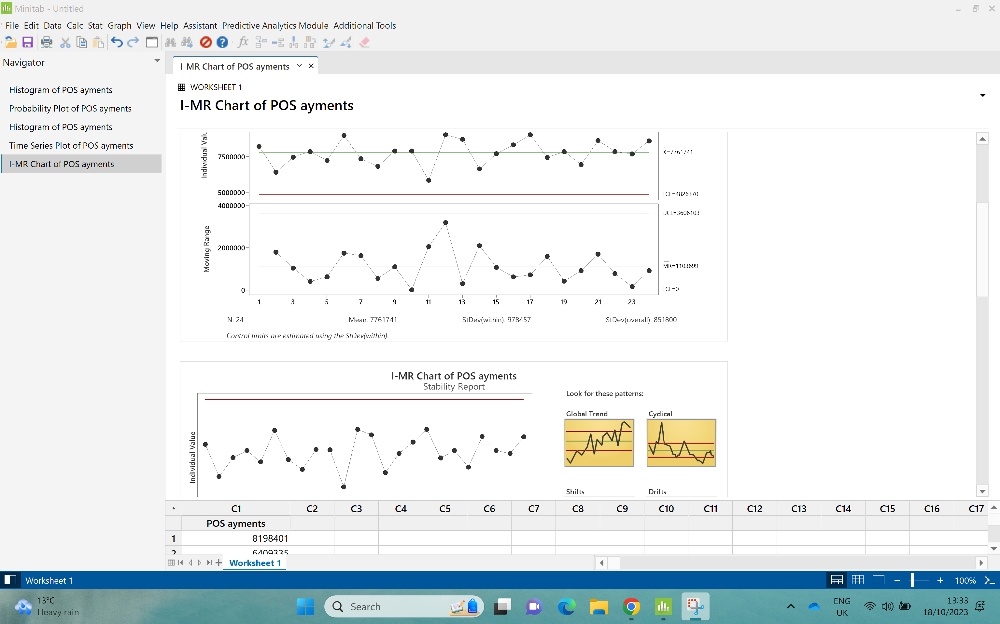 Minitab - Untitled
File Edit Data Calc Stat Graph View Help Assistant Predictive Analytics Module Additional Tools
Navigator
Histogram of POS ayments
Probability Plot of POS ayments
Histogram of POS ayments
Time Series Plot of POS ayments
I-MR Chart of POS ayments
I-MR Chart of POS ayments
WORKSHEET 1
I-MR Chart of POS ayments
Individual Valu
7500000
5000000
X=7761741
LCL=4826370
4000000
2000000
0
Moving Range
UCL=3606103
MR=1103699
LCL=0
1 3 5 7 9 11 13 15 17 19 21 23
N: 24 Mean: 7761741 StDev(within): 978457 StDev(overall): 851800
Control limits are estimated using the StDev(within).
I-MR Chart of POS ayments
Stability Report
Individual Value
Look for these patterns:
Global Trend Cyclical
Shifts Drifts
C1 C2 C3 C4 C5 C6 C7 C8 C9 C10 C11 C12 C13 C14 C15 C16 C17
POS ayments
1 8198401
2 6409335
Worksheet 1
Worksheet 1
100%
13°C
Heavy rain
Search
ENG
UK
13:33
18/10/2023